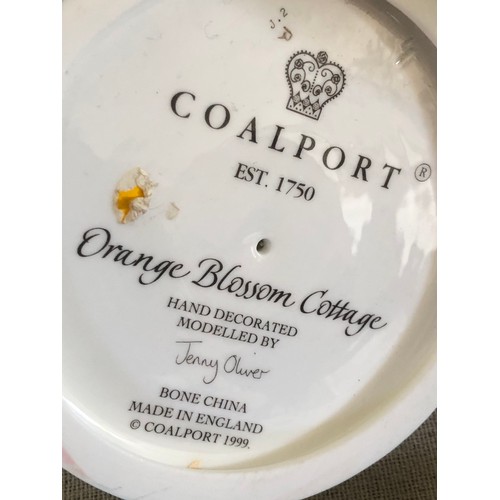 J.2
COALPORT ®
EST. 1750
Orange Blossom Cottage
HAND DECORATED
MODELLED BY
Jenny Oliver
BONE CHINA
MADE IN ENGLAND
© COALPORT 1999.